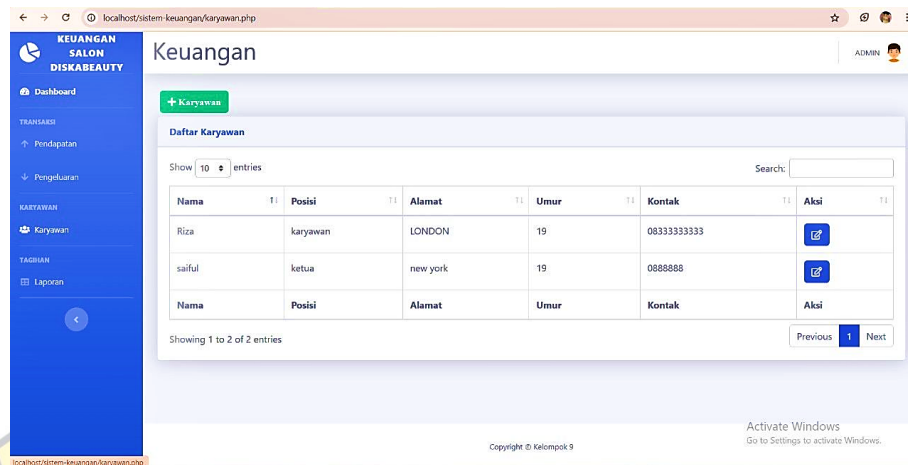 localhost/sistem-keuangan/karyawan.php
KEUANGAN
SALON
DISKABEAUTY
Keuangan
ADMIN
Dashboard
TRANSAKSI
Pendapatan
Pengeluaran
KARYAWAN
Karyawan
TAGIHAN
Laporan
+ Karyawan
Daftar Karyawan
Show 10 entries
Search:
Nama Posisi Alamat Umur Kontak Aksi
Riza karyawan LONDON 19 08333333333
saiful ketua new york 19 0888888
Nama Posisi Alamat Umur Kontak Aksi
Showing 1 to 2 of 2 entries
Previous 1 Next
Activate Windows
Go to Settings to activate Windows.
Copyright © Kelompok 9
localhost/sistem-keuangan/karyawan.php